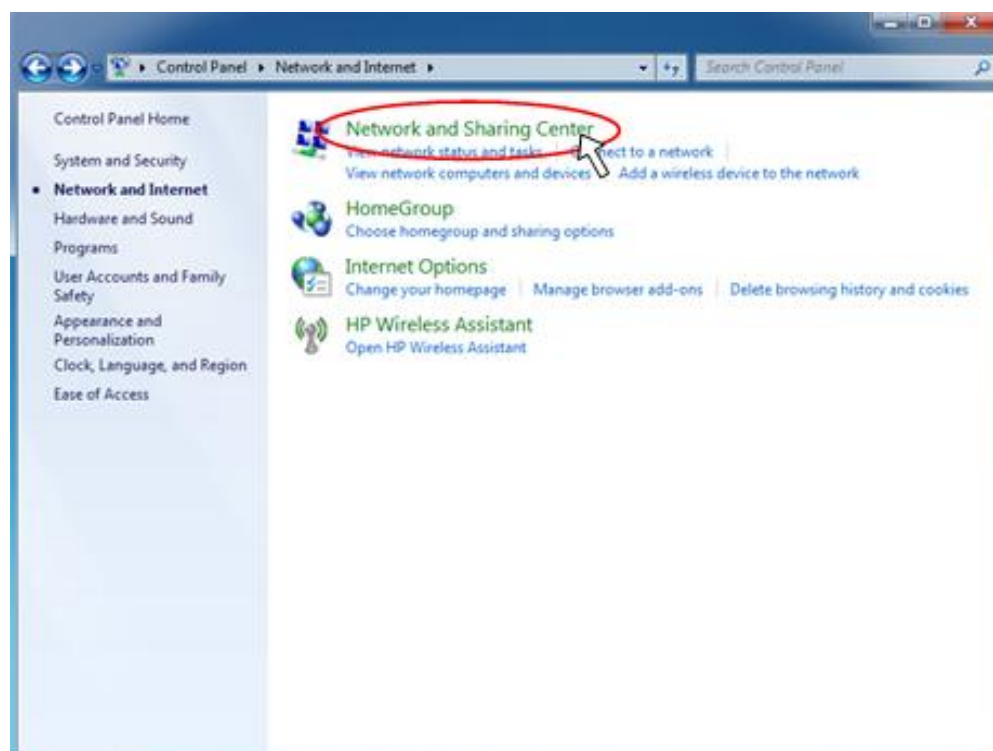 Control Panel Network and Internet Search Control Panel
Control Panel Home
System and Security
Network and Internet
Hardware and Sound
Programs
User Accounts and Family
Safety
Appearance and
Personalization
Clock, Language, and Region
Ease of Access
Network and Sharing Center
View network status and tasks Connect to a network
View network computers and devices Add a wireless device to the network
HomeGroup
Choose homegroup and sharing options
Internet Options
Change your homepage Manage browser add-ons Delete browsing history and cookies
HP Wireless Assistant
Open HP Wireless Assistant